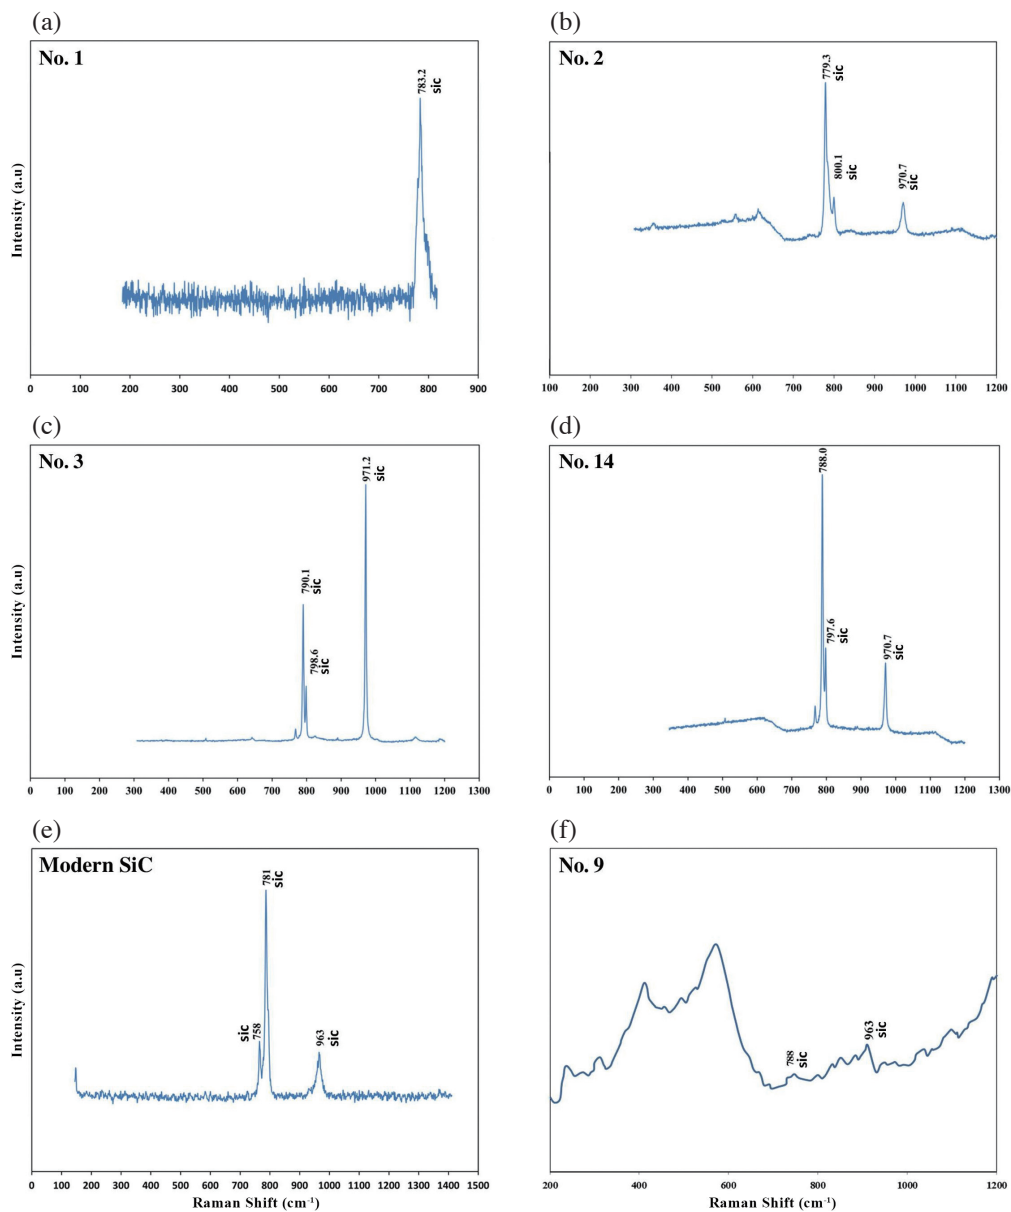 (a)
No. 1
783.2
sic
Intensity (a.u)
0 100 200 300 400 500 600 700 800 900
(b)
No. 2
779.3
sic
800.1
sic
970.7
sic
100 200 300 400 500 600 700 800 900 1000 1100 1200
(c)
No. 3
971.2
sic
790.1
sic
798.6
sic
Intensity (a.u)
0 100 200 300 400 500 600 700 800 900 1000 1100 1200 1300
(d)
No. 14
788.0
797.6
sic
970.7
sic
0 100 200 300 400 500 600 700 800 900 1000 1100 1200 1300
(e)
Modern SiC
781
sic
sic
758
963
sic
Intensity (a.u)
0 100 200 300 400 500 600 700 800 900 1000 1100 1200 1300 1400 1500
Raman Shift (cm⁻¹)
(f)
No. 9
788
sic
963
sic
200 400 600 800 1000 1200
Raman Shift (cm⁻¹)